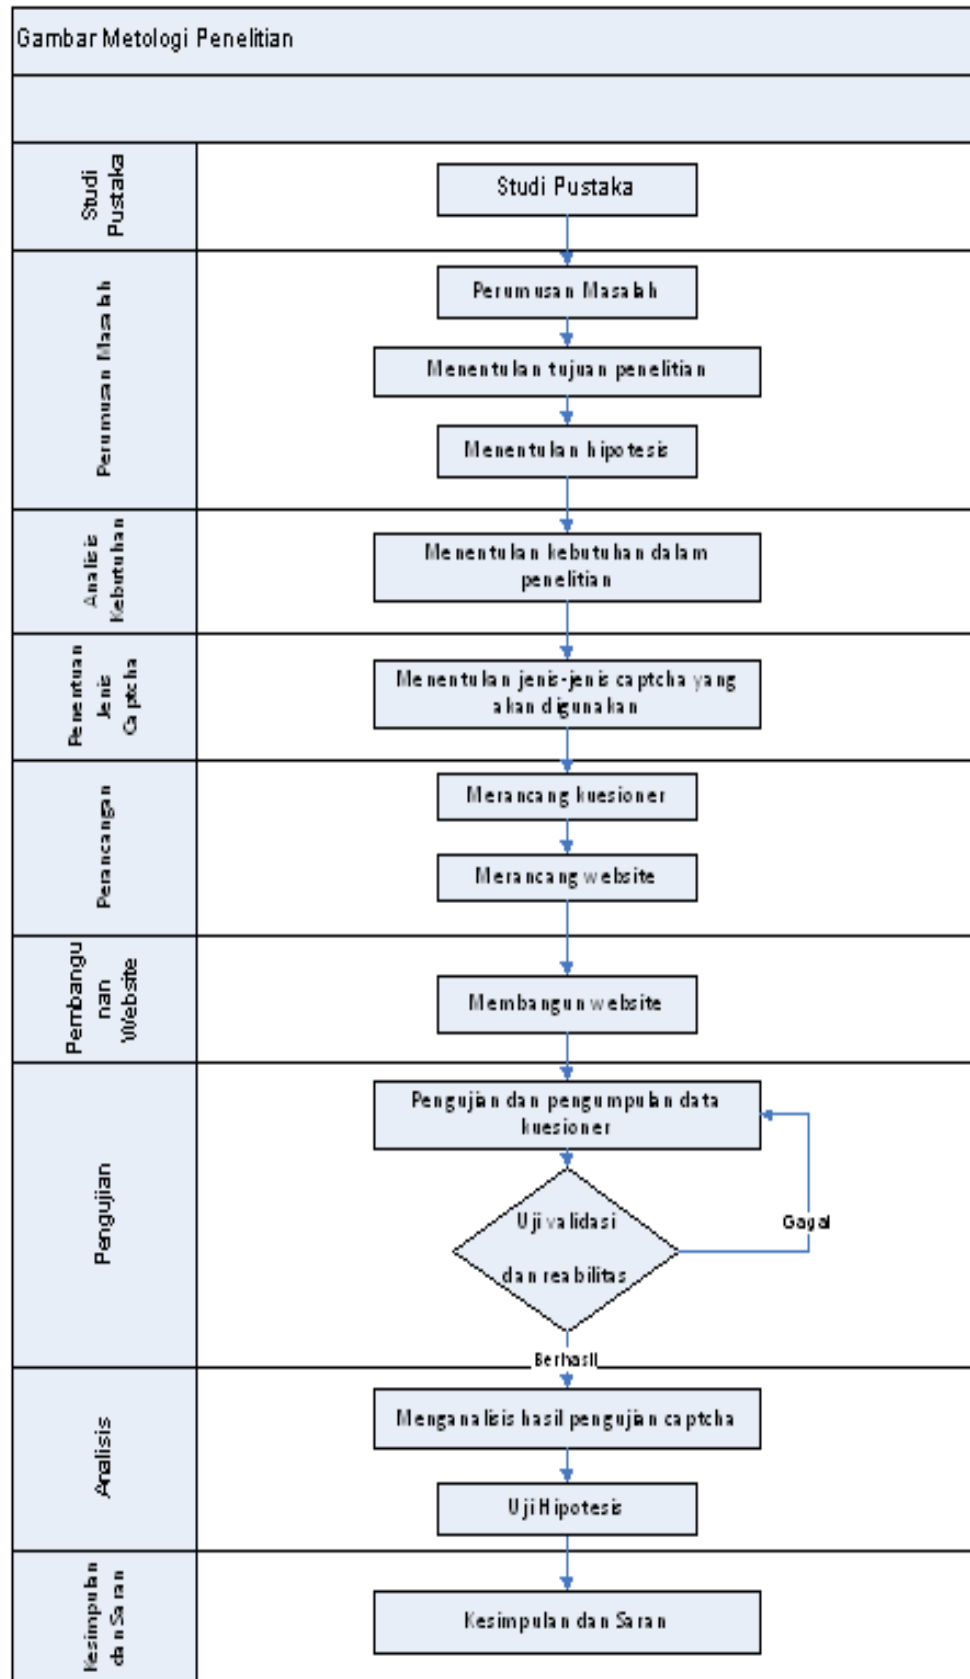 Gambar Metologi Penelitian
Studi
Pustaka
Studi Pustaka
Perumusan Masalah
Perumusan Masalah
Menentukan tujuan penelitian
Menentukan hipotesis
Analisis
Kebutuhan
Menentukan kebutuhan dalam
penelitian
Penentuan
Jenis
Captcha
Menentukan jenis-jenis captcha yang
akan digunakan
Perancangan
Merancang kuesioner
Merancang website
Pembangu
nan
Website
Membangun website
Pengujian
Pengujian dan pengumpulan data
kuesioner
Uji validasi
dan reabilitas
Gagal
Berhasil
Analisis
Menganalisis hasil pengujian captcha
Uji Hipotesis
Kesimpulan
dan Saran
Kesimpulan dan Saran